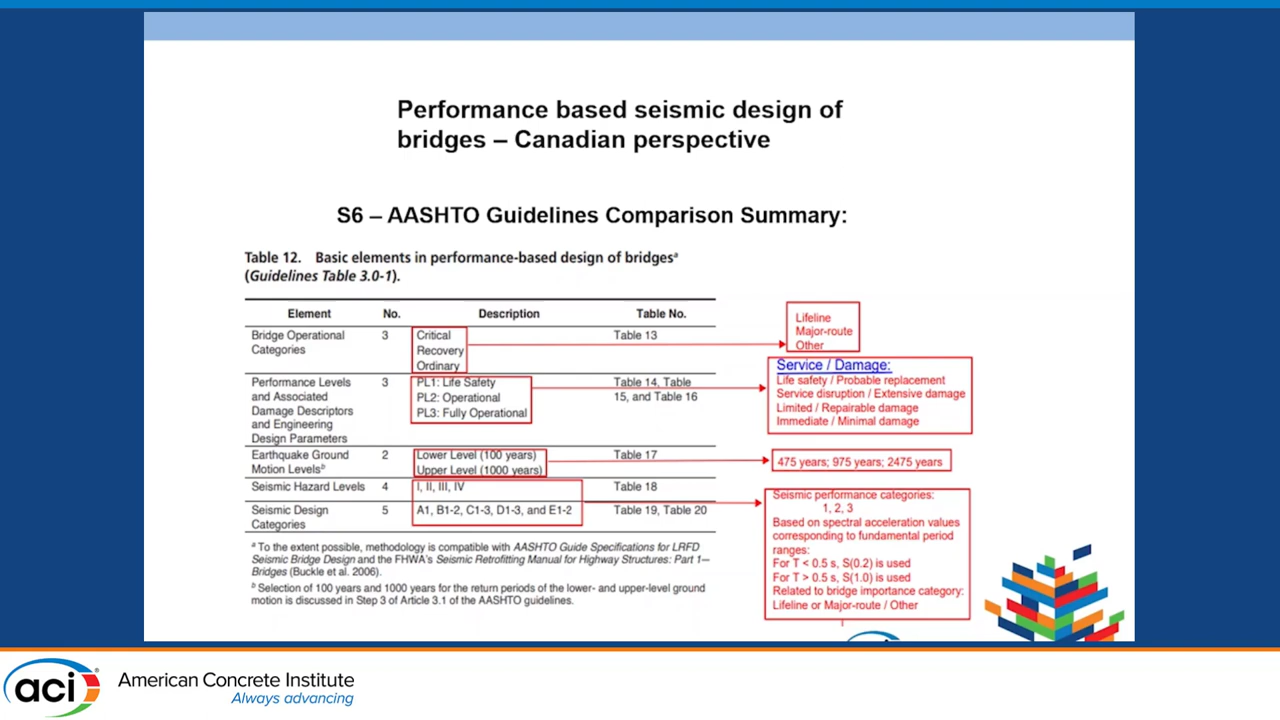 Performance based seismic design of
bridges – Canadian perspective
S6 – AASHTO Guidelines Comparison Summary:
Table 12. Basic elements in performance-based design of bridgesᵃ
(Guidelines Table 3.0-1).
Element No. Description Table No.
Bridge Operational 3 Critical Table 13
Categories Recovery
Ordinary
Lifeline
Major-route
Other
Performance Levels 3 PL1: Life Safety Table 14, Table
and Associated PL2: Operational 15, and Table 16
Damage Descriptors PL3: Fully Operational
and Engineering
Design Parameters
Service / Damage:
Life safety / Probable replacement
Service disruption / Extensive damage
Limited / Repairable damage
Immediate / Minimal damage
Earthquake Ground 2 Lower Level (100 years) Table 17
Motion Levelsᵇ Upper Level (1000 years)
475 years; 975 years; 2475 years
Seismic Hazard Levels 4 I, II, III, IV Table 18
Seismic Design 5 A1, B1-2, C1-3, D1-3, and E1-2 Table 19, Table 20
Categories
Seismic performance categories:
1, 2, 3
Based on spectral acceleration values
corresponding to fundamental period
ranges:
For T < 0.5 s, S(0.2) is used
For T > 0.5 s, S(1.0) is used
Related to bridge importance category:
Lifeline or Major-route / Other
ᵃ To the extent possible, methodology is compatible with AASHTO Guide Specifications for LRFD
Seismic Bridge Design and the FHWA's Seismic Retrofitting Manual for Highway Structures: Part 1—
Bridges (Buckle et al. 2006).
ᵇ Selection of 100 years and 1000 years for the return periods of the lower- and upper-level ground
motion is discussed in Step 3 of Article 3.1 of the AASHTO guidelines.
aci®
American Concrete Institute
Always advancing